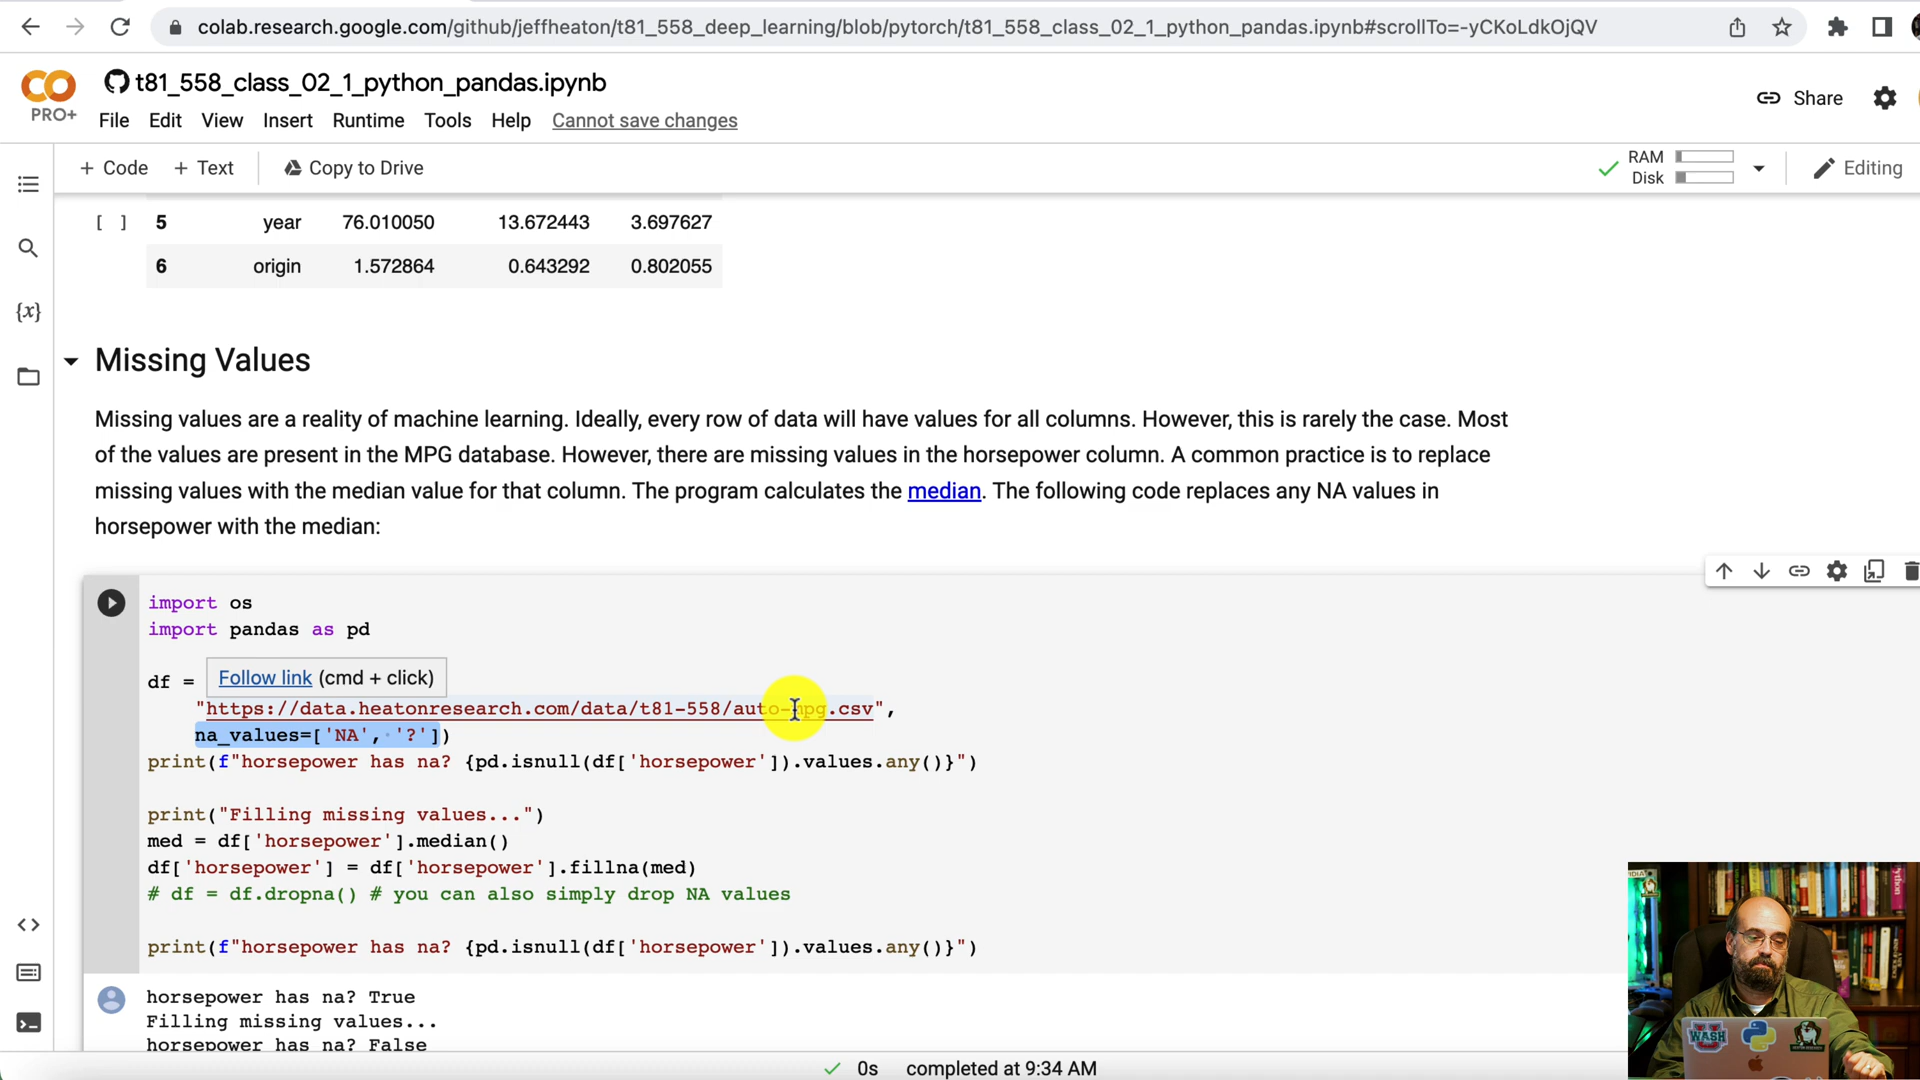 colab.research.google.com/github/jeffheaton/t81_558_deep_learning/blob/pytorch/t81_558_class_02_1_python_pandas.ipynb#scrollTo=-yCKoLdkOjQV
CO
PRO+
t81_558_class_02_1_python_pandas.ipynb
Share
File Edit View Insert Runtime Tools Help Cannot save changes
+ Code + Text Copy to Drive
RAM
Disk
Editing
[ ] 5 year 76.010050 13.672443 3.697627
6 origin 1.572864 0.643292 0.802055
{x}
Missing Values
Missing values are a reality of machine learning. Ideally, every row of data will have values for all columns. However, this is rarely the case. Most
of the values are present in the MPG database. However, there are missing values in the horsepower column. A common practice is to replace
missing values with the median value for that column. The program calculates the median. The following code replaces any NA values in
horsepower with the median:
import os
import pandas as pd
df =
Follow link (cmd + click)
"https://data.heatonresearch.com/data/t81-558/auto-mpg.csv",
na_values=['NA', '?'])
print(f"horsepower has na? {pd.isnull(df['horsepower']).values.any()}")
print("Filling missing values...")
med = df['horsepower'].median()
df['horsepower'] = df['horsepower'].fillna(med)
# df = df.dropna() # you can also simply drop NA values
print(f"horsepower has na? {pd.isnull(df['horsepower']).values.any()}")
horsepower has na? True
Filling missing values...
horsepower has na? False
0s completed at 9:34 AM
WASH